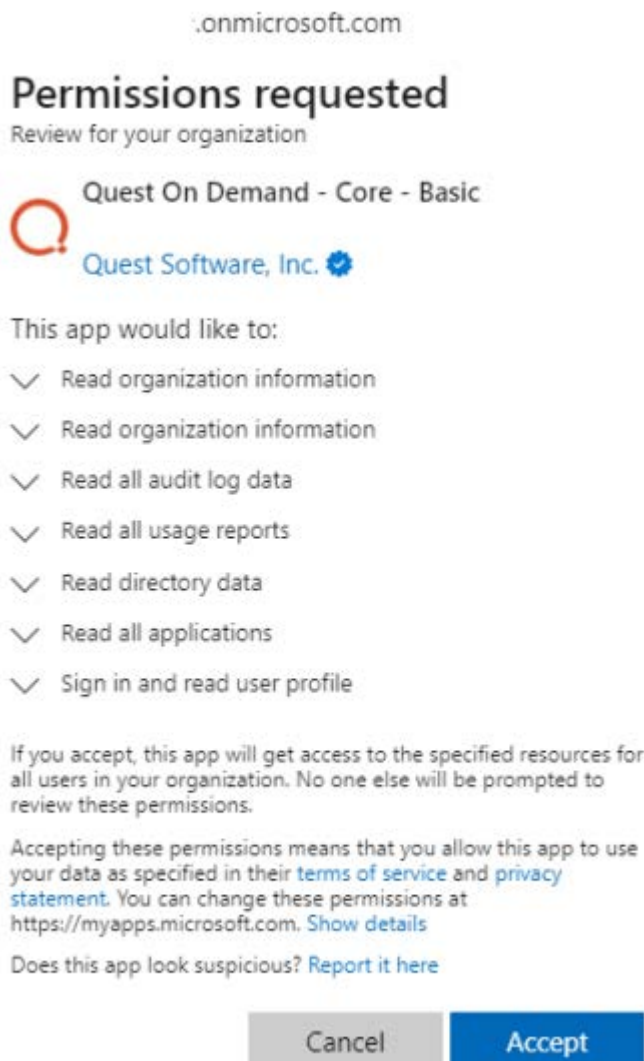 .onmicrosoft.com
Permissions requested
Review for your organization
Quest On Demand - Core - Basic
Quest Software, Inc.
This app would like to:
Read organization information
Read organization information
Read all audit log data
Read all usage reports
Read directory data
Read all applications
Sign in and read user profile
If you accept, this app will get access to the specified resources for
all users in your organization. No one else will be prompted to
review these permissions.
Accepting these permissions means that you allow this app to use
your data as specified in their terms of service and privacy
statement. You can change these permissions at
https://myapps.microsoft.com. Show details
Does this app look suspicious? Report it here
Cancel
Accept